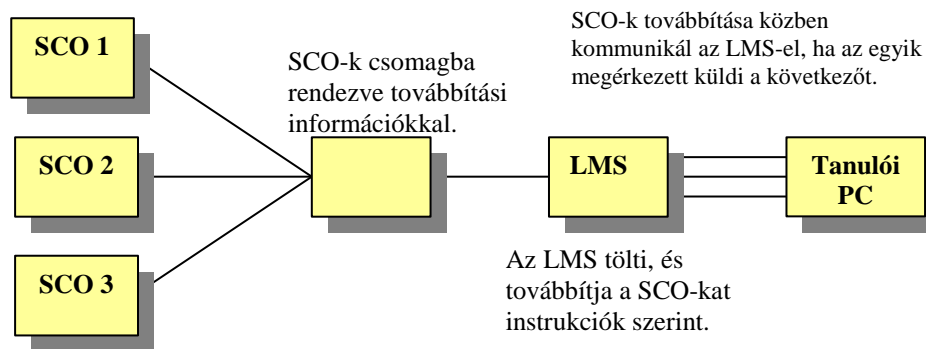 SCO 1
SCO 2
SCO 3
SCO-k csomagba
rendezve továbbítási
információkkal.
SCO-k továbbítása közben
kommunikál az LMS-el, ha az egyik
megérkezett küldi a következőt.
LMS
Tanulói
PC
Az LMS tölti, és
továbbítja a SCO-kat
instrukciók szerint.